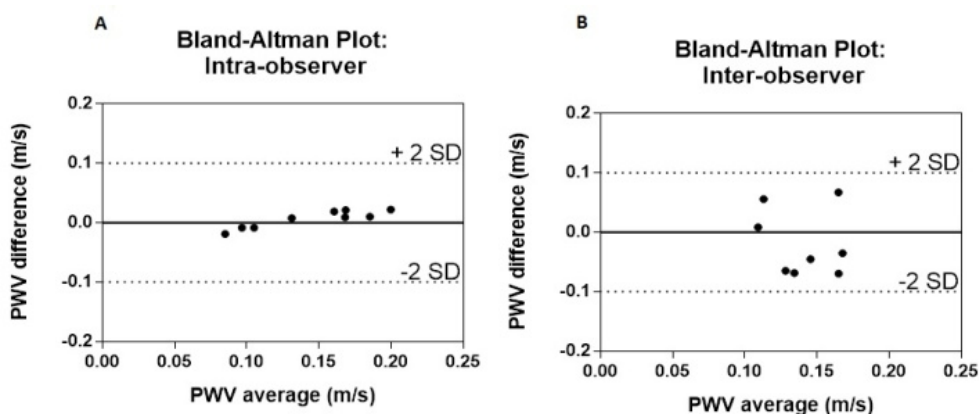 A
Bland-Altman Plot:
Intra-observer
PWV difference (m/s)
0.2
0.1
0.0
-0.1
-0.2
+ 2 SD
-2 SD
0.00 0.05 0.10 0.15 0.20 0.25
PWV average (m/s)
B
Bland-Altman Plot:
Inter-observer
PWV difference (m/s)
0.2
0.1
0.0
-0.1
-0.2
+ 2 SD
-2 SD
0.00 0.05 0.10 0.15 0.20 0.25
PWV average (m/s)